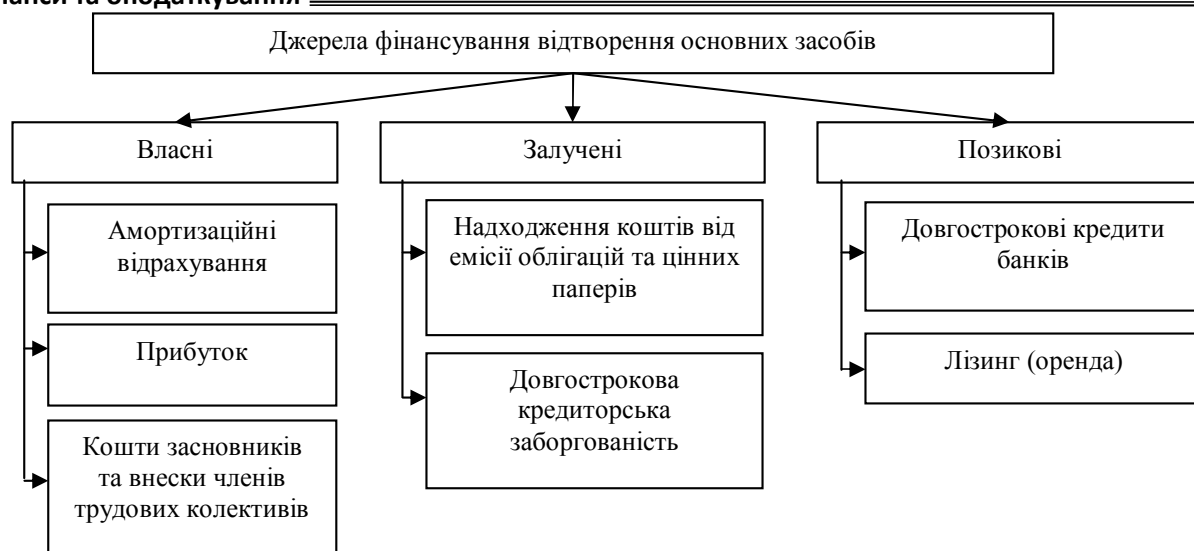 та оподаткування
Джерела фінансування відтворення основних засобів
Власні
Залучені
Позикові
Амортизаційні
відрахування
Прибуток
Кошти засновників
та внески членів
трудових колективів
Надходження коштів від
емісії облігацій та цінних
паперів
Довгострокова
кредиторська
заборгованість
Довгострокові кредити
банків
Лізинг (оренда)